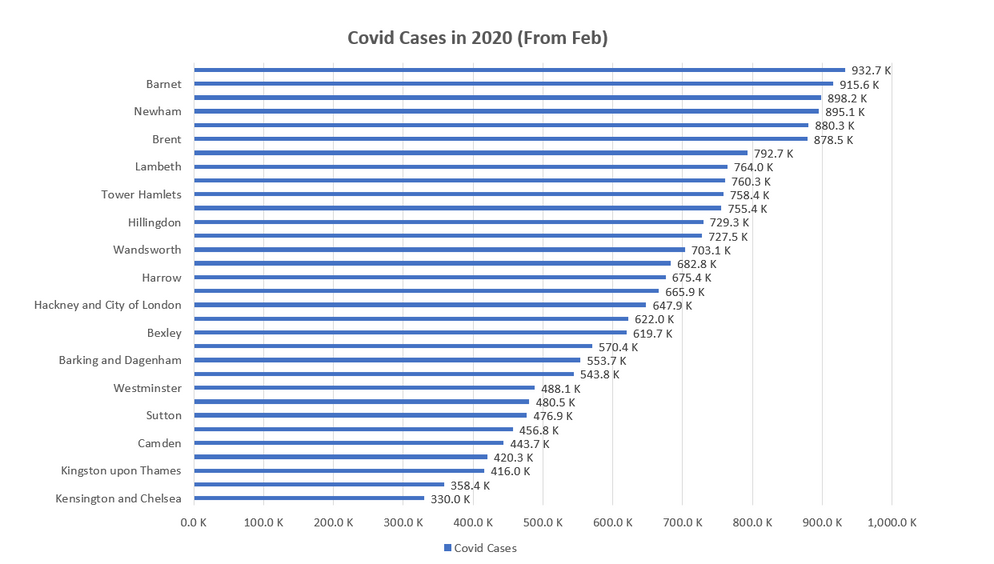 Covid Cases in 2020 (From Feb)
932.7 K
Barnet 915.6 K
898.2 K
Newham 895.1 K
880.3 K
Brent 878.5 K
792.7 K
Lambeth 764.0 K
760.3 K
Tower Hamlets 758.4 K
755.4 K
Hillingdon 729.3 K
727.5 K
Wandsworth 703.1 K
682.8 K
Harrow 675.4 K
665.9 K
Hackney and City of London 647.9 K
622.0 K
Bexley 619.7 K
570.4 K
Barking and Dagenham 553.7 K
543.8 K
Westminster 488.1 K
480.5 K
Sutton 476.9 K
456.8 K
Camden 443.7 K
420.3 K
Kingston upon Thames 416.0 K
358.4 K
Kensington and Chelsea 330.0 K
0.0 K 100.0 K 200.0 K 300.0 K 400.0 K 500.0 K 600.0 K 700.0 K 800.0 K 900.0 K 1,000.0 K
Covid Cases